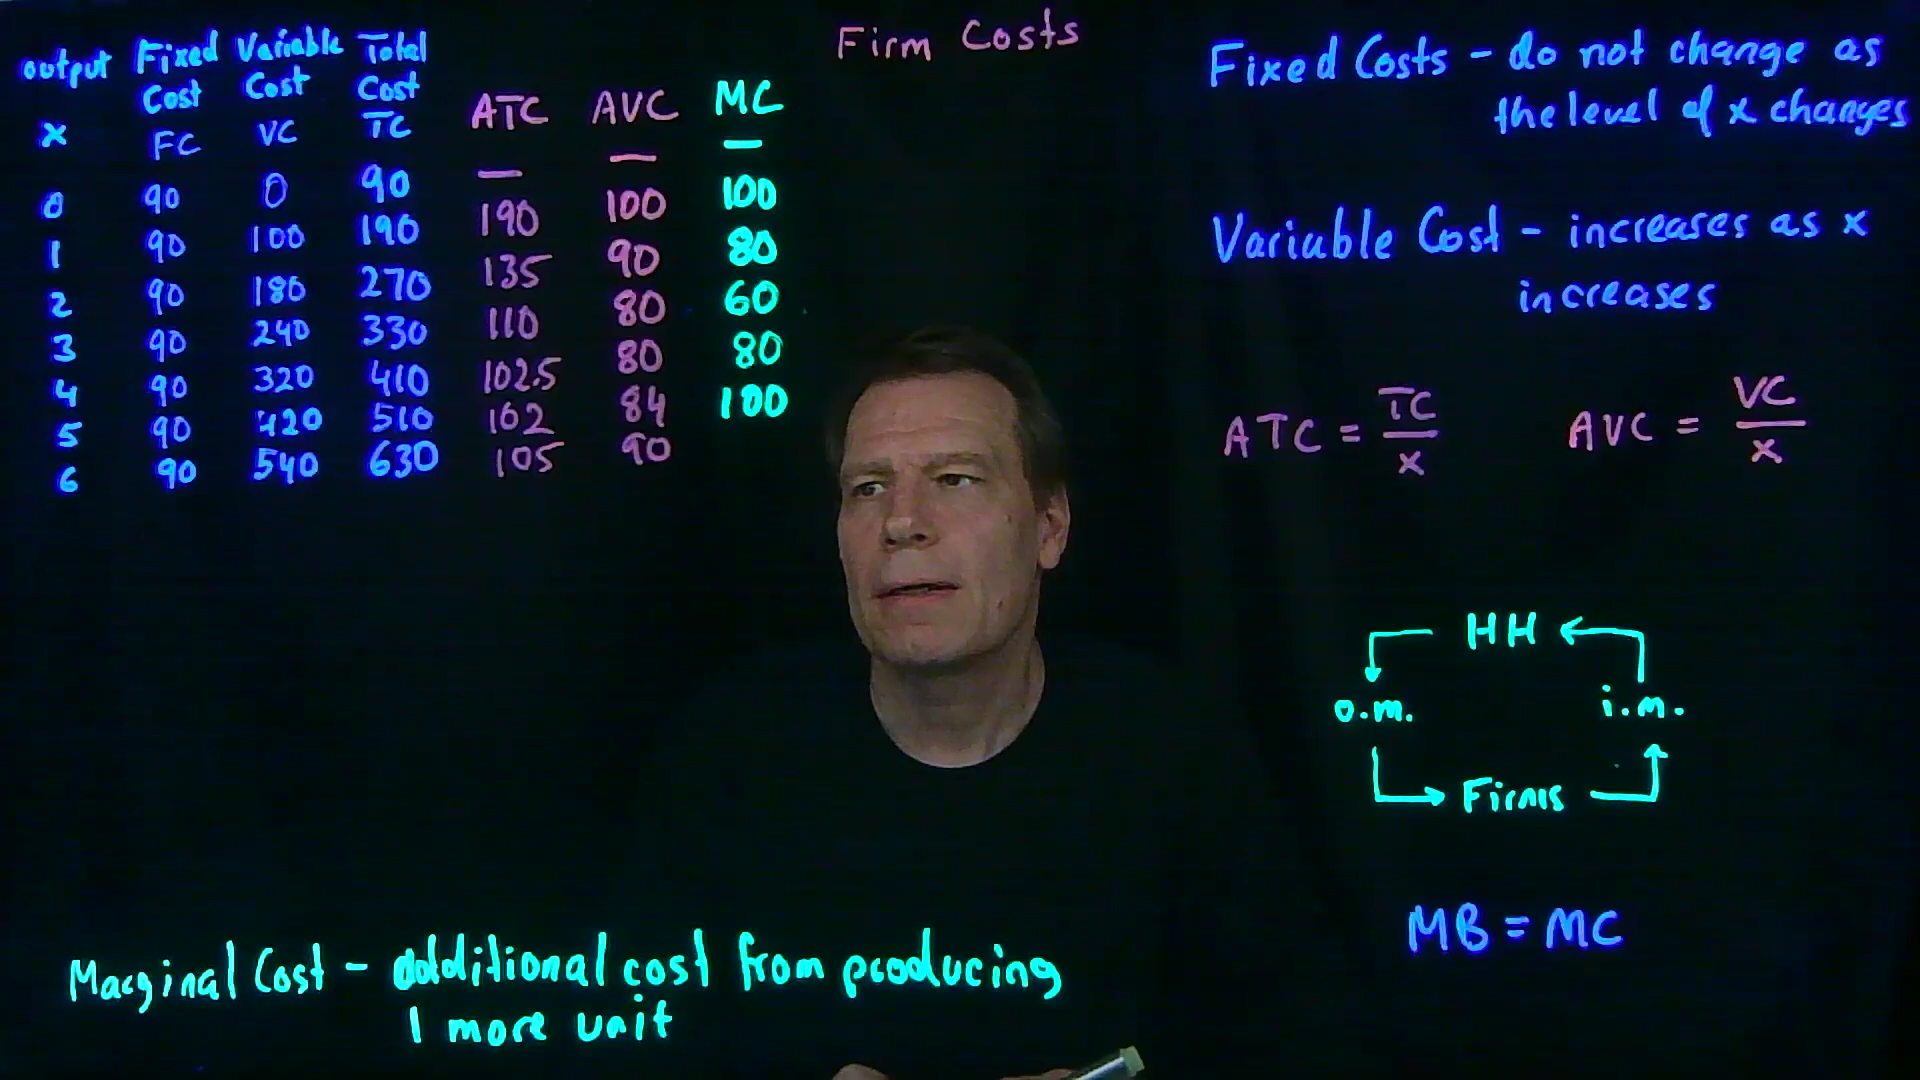 Firm Costs
output Fixed Cost Variable Cost Total Cost
x FC VC TC ATC AVC MC
0 90 0 90 — — —
1 90 100 190 190 100 100
2 90 180 270 135 90 80
3 90 240 330 110 80 60
4 90 320 410 102.5 80 80
5 90 420 510 102 84 100
6 90 540 630 105 90
Fixed Costs - do not change as
the level of x changes
Variable Cost - increases as x
increases
ATC = TC/x AVC = VC/x
HH
o.m. i.m.
Firms
MB = MC
Marginal Cost - additional cost from producing
1 more unit